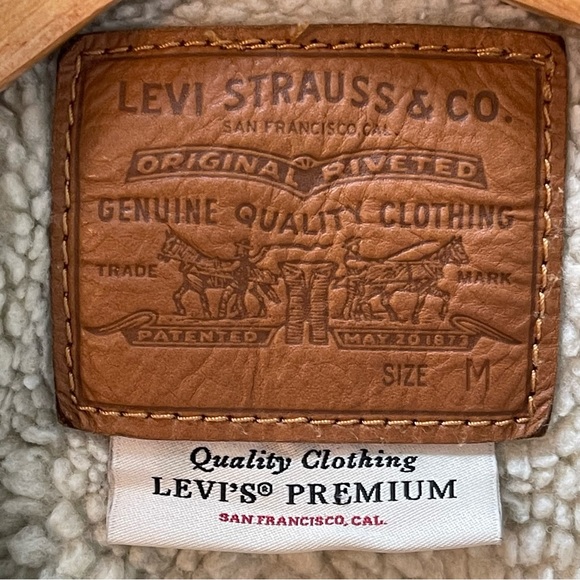 LEVI STRAUSS & CO.
SAN FRANCISCO, CAL.
ORIGINAL RIVETED
GENUINE QUALITY CLOTHING
TRADE MARK
PATENTED MAY 20 1873
SIZE M
Quality Clothing
LEVI'S® PREMIUM
SAN FRANCISCO, CAL.